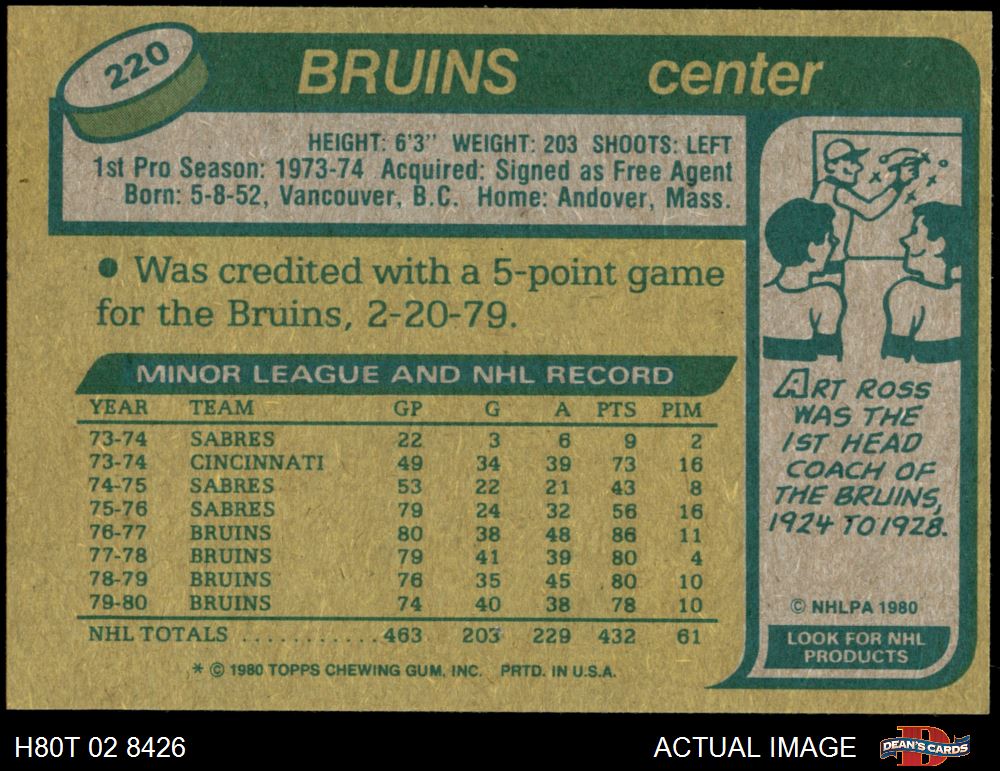 220
BRUINS center
HEIGHT: 6'3" WEIGHT: 203 SHOOTS: LEFT
1st Pro Season: 1973-74 Acquired: Signed as Free Agent
Born: 5-8-52, Vancouver, B.C. Home: Andover, Mass.
• Was credited with a 5-point game
for the Bruins, 2-20-79.
MINOR LEAGUE AND NHL RECORD
YEAR TEAM GP G A PTS PIM
73-74 SABRES 22 3 6 9 2
73-74 CINCINNATI 49 34 39 73 16
74-75 SABRES 53 22 21 43 8
75-76 SABRES 79 24 32 56 16
76-77 BRUINS 80 38 48 86 11
77-78 BRUINS 79 41 39 80 4
78-79 BRUINS 76 35 45 80 10
79-80 BRUINS 74 40 38 78 10
NHL TOTALS ............ 463 203 229 432 61
* © 1980 TOPPS CHEWING GUM, INC. PRTD. IN U.S.A.
ART ROSS
WAS THE
1ST HEAD
COACH OF
THE BRUINS,
1924 TO 1928.
© NHLPA 1980
LOOK FOR NHL
PRODUCTS
H80T 02 8426
ACTUAL IMAGE
DEAN'S CARDS